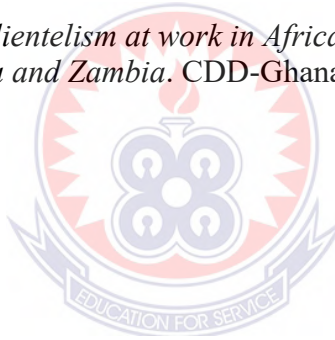 lientelism at work in Africa
a and Zambia. CDD-Ghana
EDUCATION FOR SERVICE